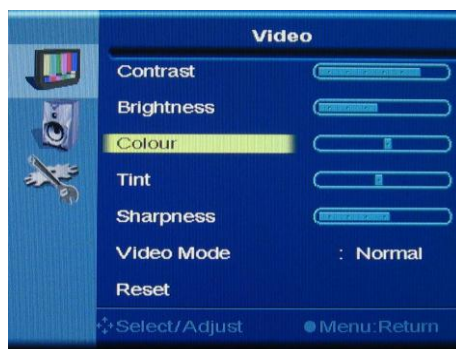 Video
Contrast
Brightness
Colour
Tint
Sharpness
Video Mode : Normal
Reset
Select/Adjust Menu:Return